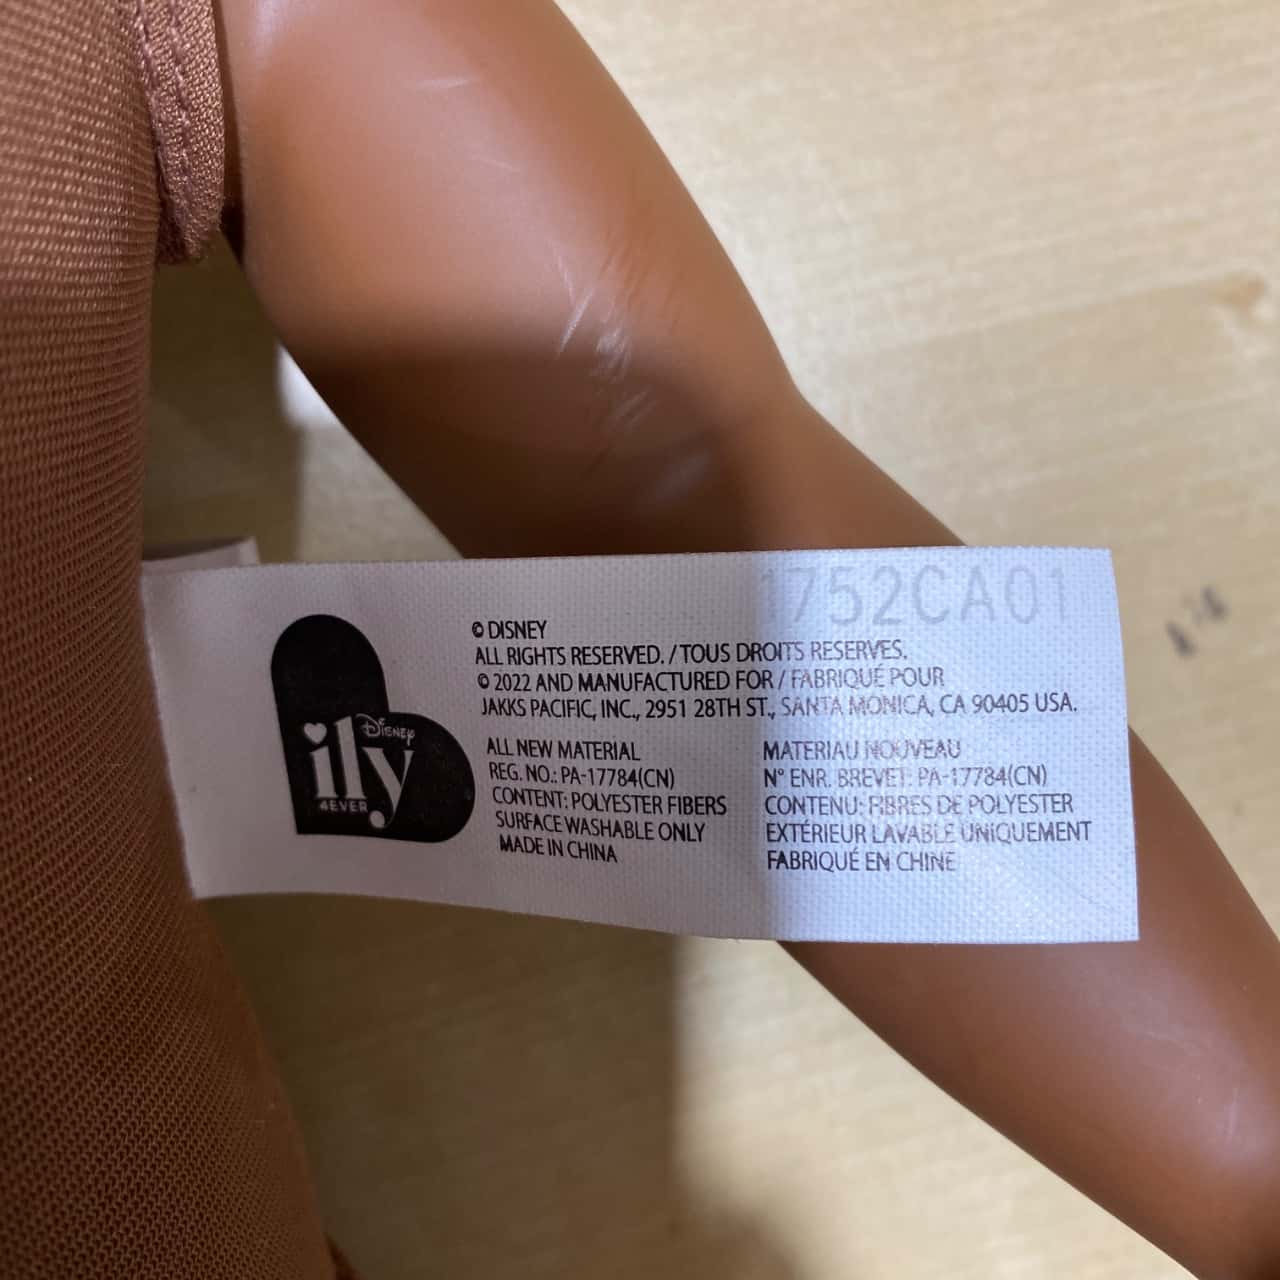 1752CA01
© DISNEY
ALL RIGHTS RESERVED. / TOUS DROITS RESERVES.
© 2022 AND MANUFACTURED FOR / FABRIQUÉ POUR
JAKKS PACIFIC, INC., 2951 28TH ST., SANTA MONICA, CA 90405 USA.
Disney
ily
4EVER
ALL NEW MATERIAL
REG. NO.: PA-17784(CN)
CONTENT: POLYESTER FIBERS
SURFACE WASHABLE ONLY
MADE IN CHINA
MATERIAU NOUVEAU
N° ENR. BREVET: PA-17784(CN)
CONTENU: FIBRES DE POLYESTER
EXTÉRIEUR LAVABLE UNIQUEMENT
FABRIQUÉ EN CHINE